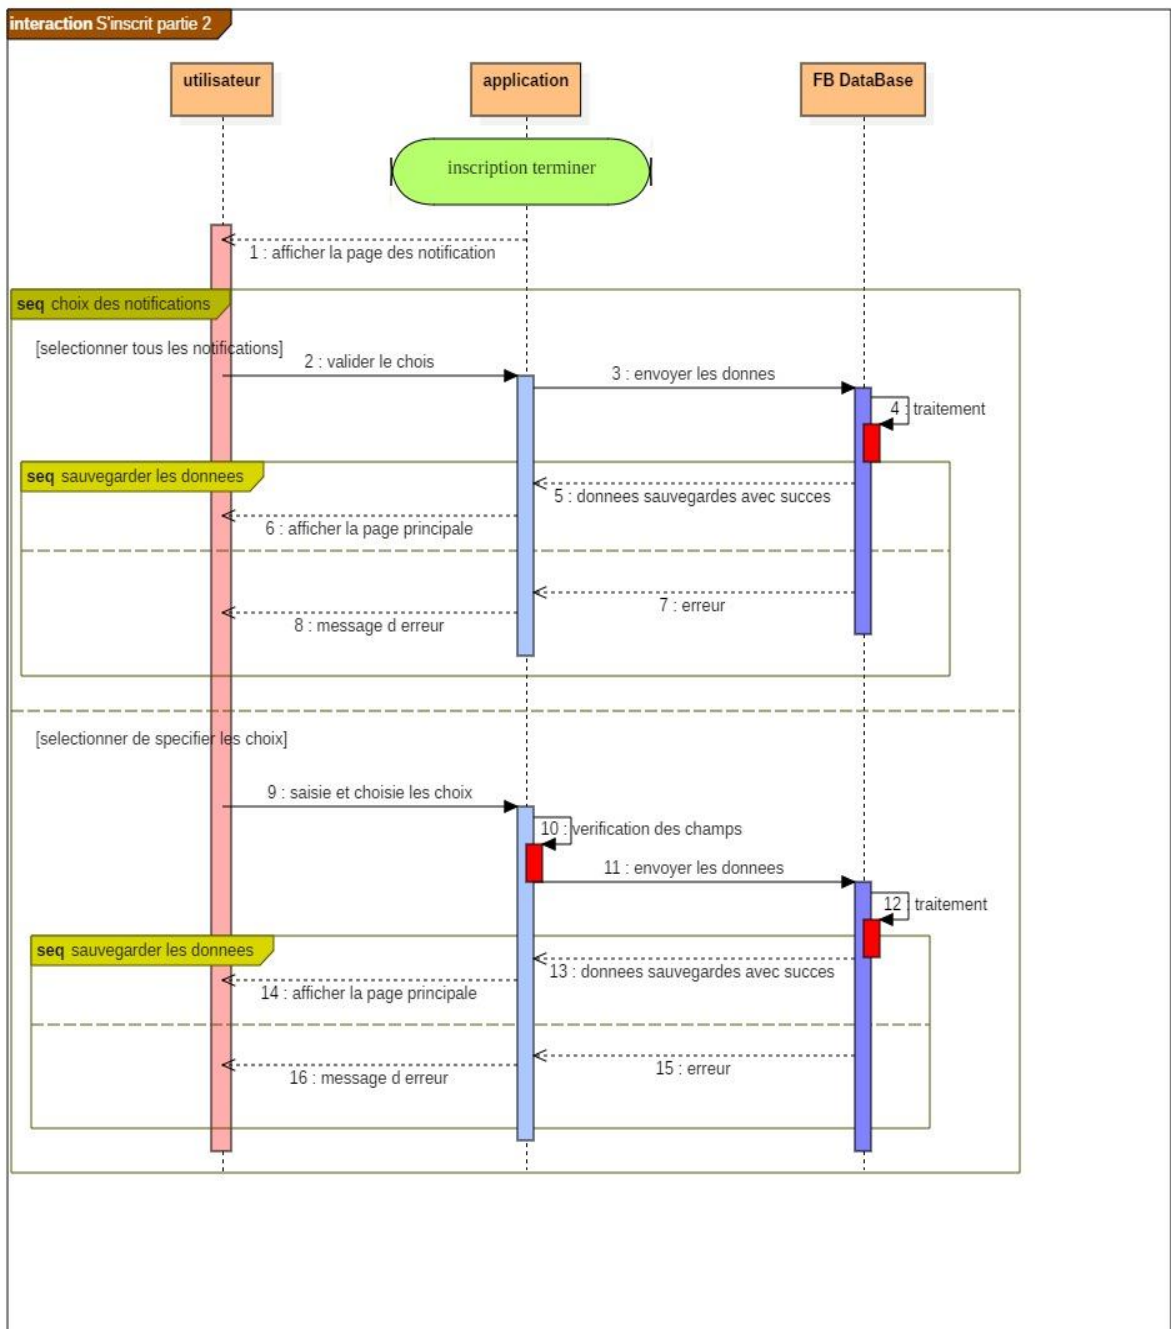 interaction S'inscrit partie 2
utilisateur
application
FB DataBase
inscription terminer
1 : afficher la page des notification
seq choix des notifications
[selectionner tous les notifications]
2 : valider le chois
3 : envoyer les donnes
4 : traitement
seq sauvegarder les donnees
5 : donnees sauvegardes avec succes
6 : afficher la page principale
7 : erreur
8 : message d erreur
[selectionner de specifier les choix]
9 : saisie et choisie les choix
10 : verification des champs
11 : envoyer les donnees
12 : traitement
seq sauvegarder les donnees
13 : donnees sauvegardes avec succes
14 : afficher la page principale
15 : erreur
16 : message d erreur